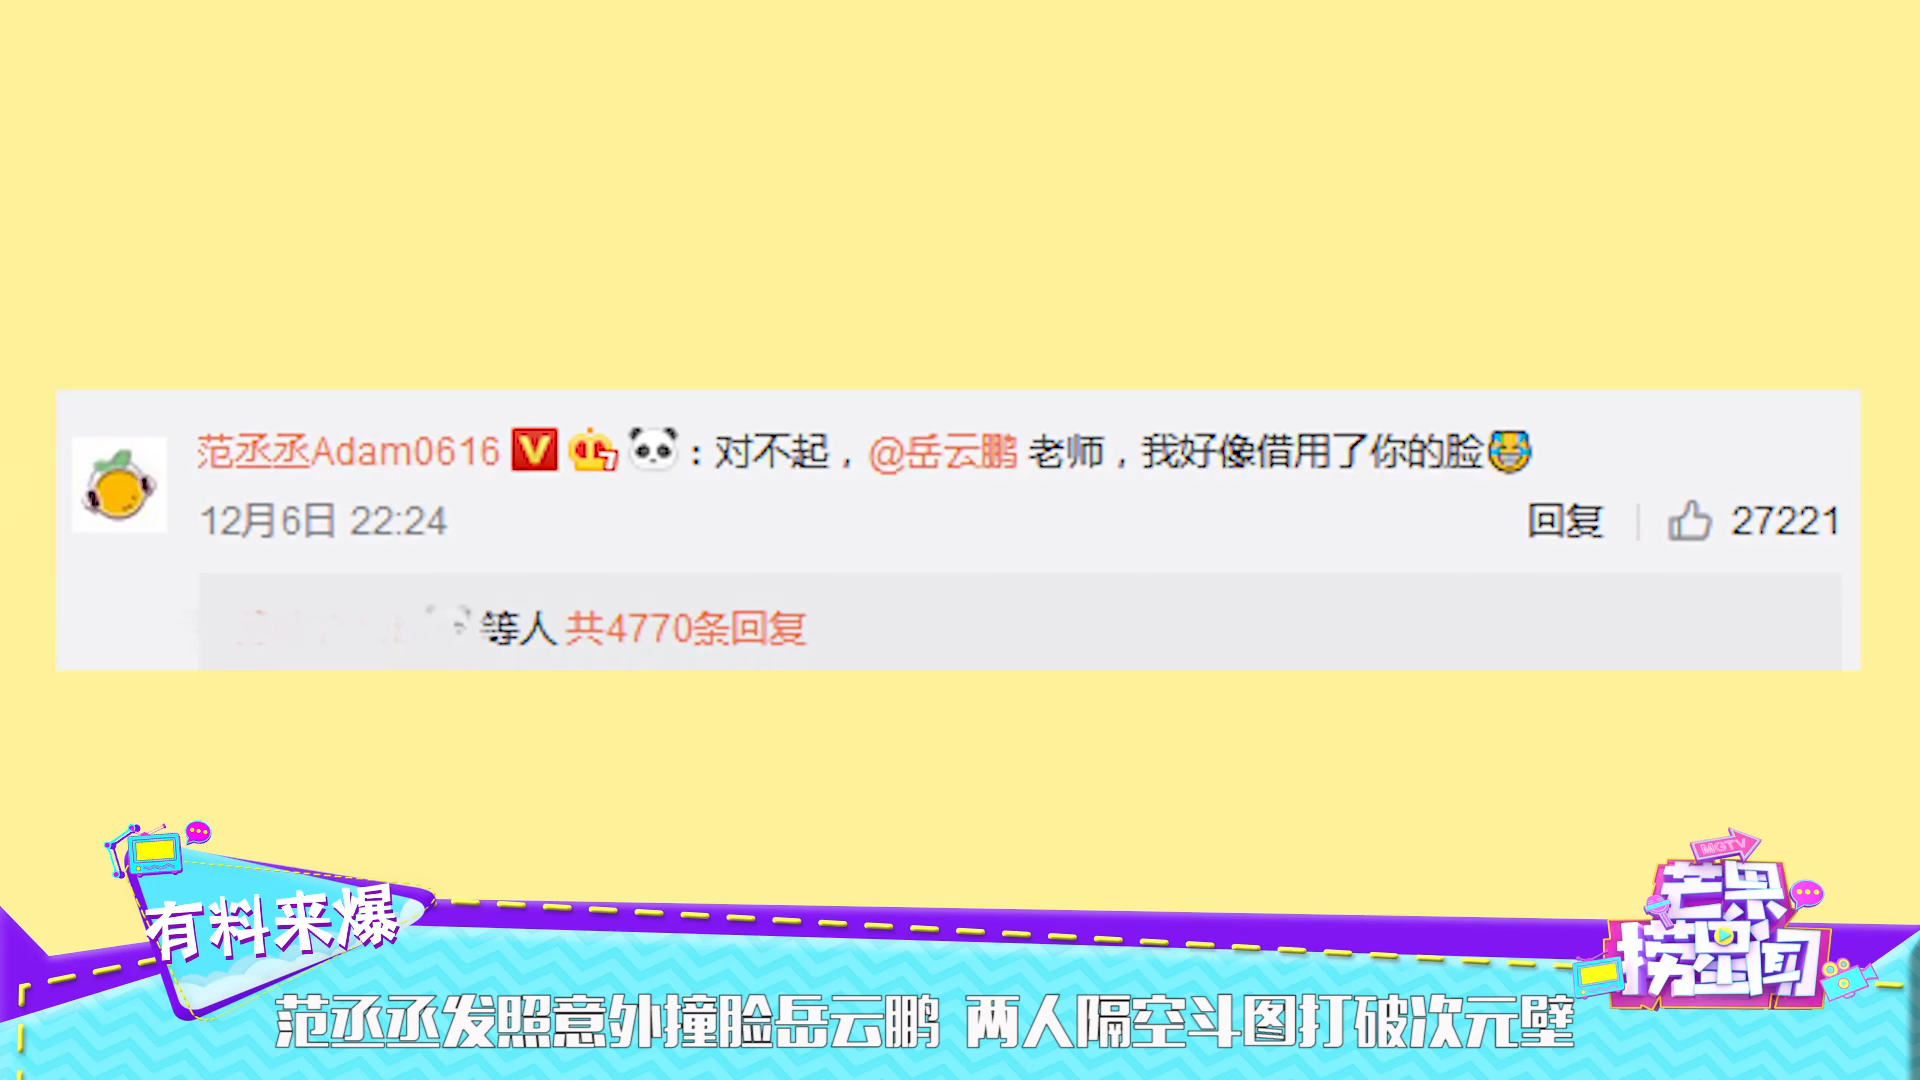 范丞丞Adam0616 V 7：对不起，@岳云鹏 老师，我好像借用了你的脸
12月6日 22:24
回复 27221
等人 共4770条回复
MGTV
芒果捞星闻
有料来爆
范丞丞发照意外撞脸岳云鹏 两人隔空斗图打破次元壁